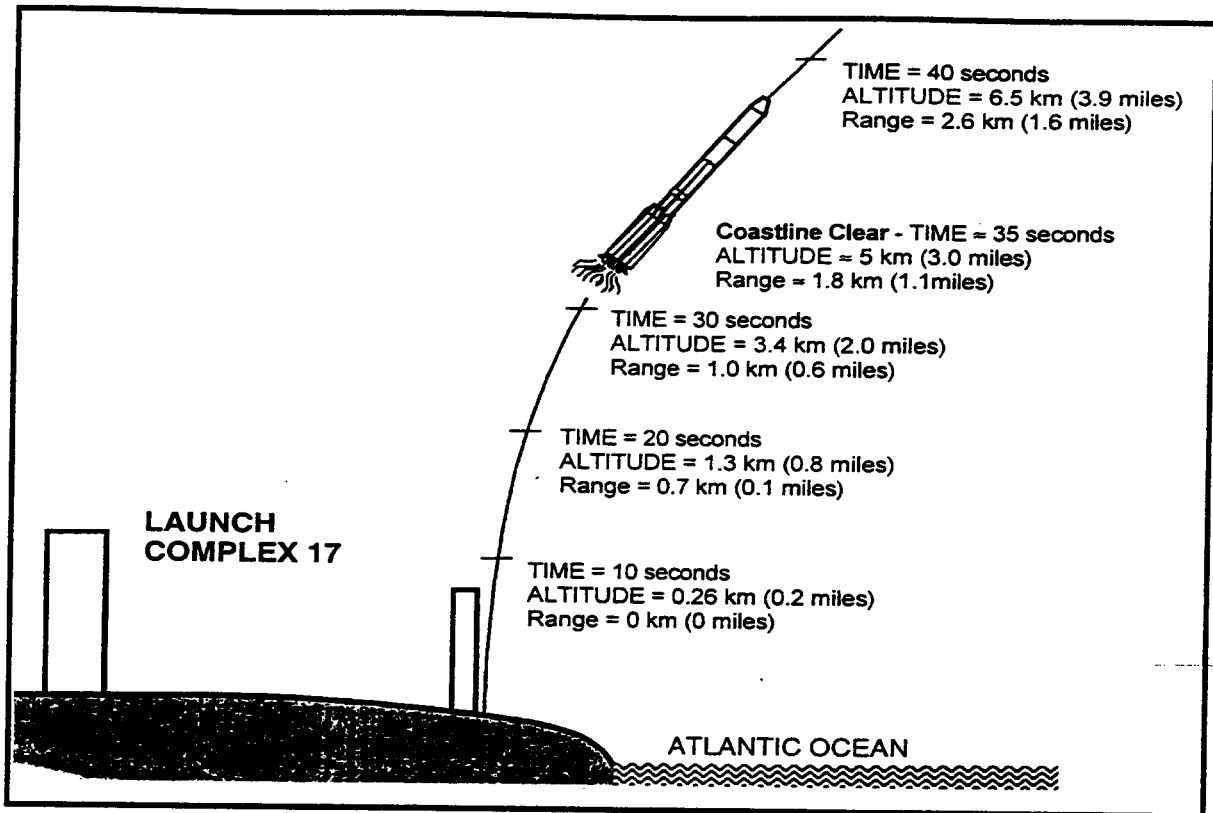 TIME = 40 seconds
ALTITUDE = 6.5 km (3.9 miles)
Range = 2.6 km (1.6 miles)
Coastline Clear - TIME ≈ 35 seconds
ALTITUDE ≈ 5 km (3.0 miles)
Range ≈ 1.8 km (1.1miles)
TIME = 30 seconds
ALTITUDE = 3.4 km (2.0 miles)
Range = 1.0 km (0.6 miles)
TIME = 20 seconds
ALTITUDE = 1.3 km (0.8 miles)
Range = 0.7 km (0.1 miles)
LAUNCH
COMPLEX 17
TIME = 10 seconds
ALTITUDE = 0.26 km (0.2 miles)
Range = 0 km (0 miles)
ATLANTIC OCEAN